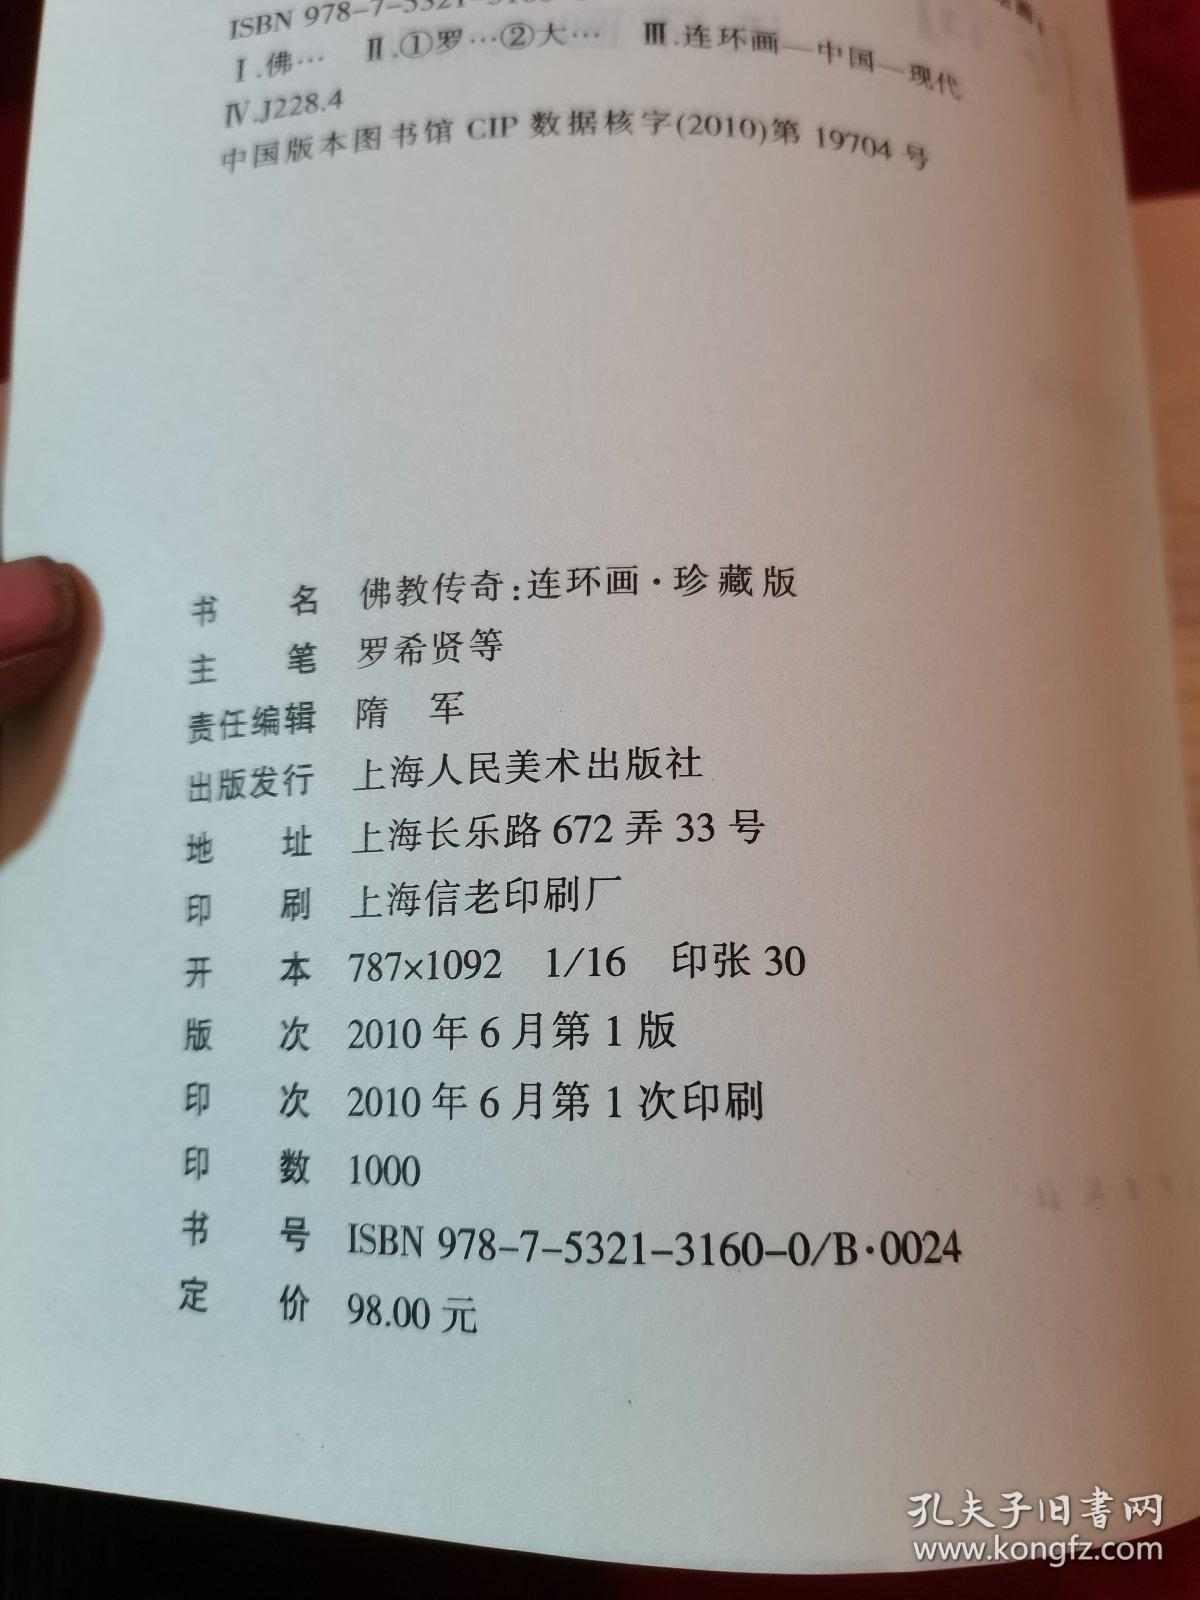 ISBN 978-7-5321-3160-
Ⅰ.佛… Ⅱ.①罗…②大… Ⅲ.连环画—中国—现代
Ⅳ.J228.4
中国版本图书馆 CIP 数据核字(2010)第 19704 号
书名 佛教传奇:连环画·珍藏版
主笔 罗希贤等
责任编辑 隋 军
出版发行 上海人民美术出版社
地址 上海长乐路 672 弄 33 号
印刷 上海信老印刷厂
开本 787×1092 1/16 印张 30
版次 2010 年 6 月第 1 版
印次 2010 年 6 月第 1 次印刷
印数 1000
书号 ISBN 978-7-5321-3160-0/B·0024
定价 98.00 元
孔夫子旧書网
www.kongfz.com